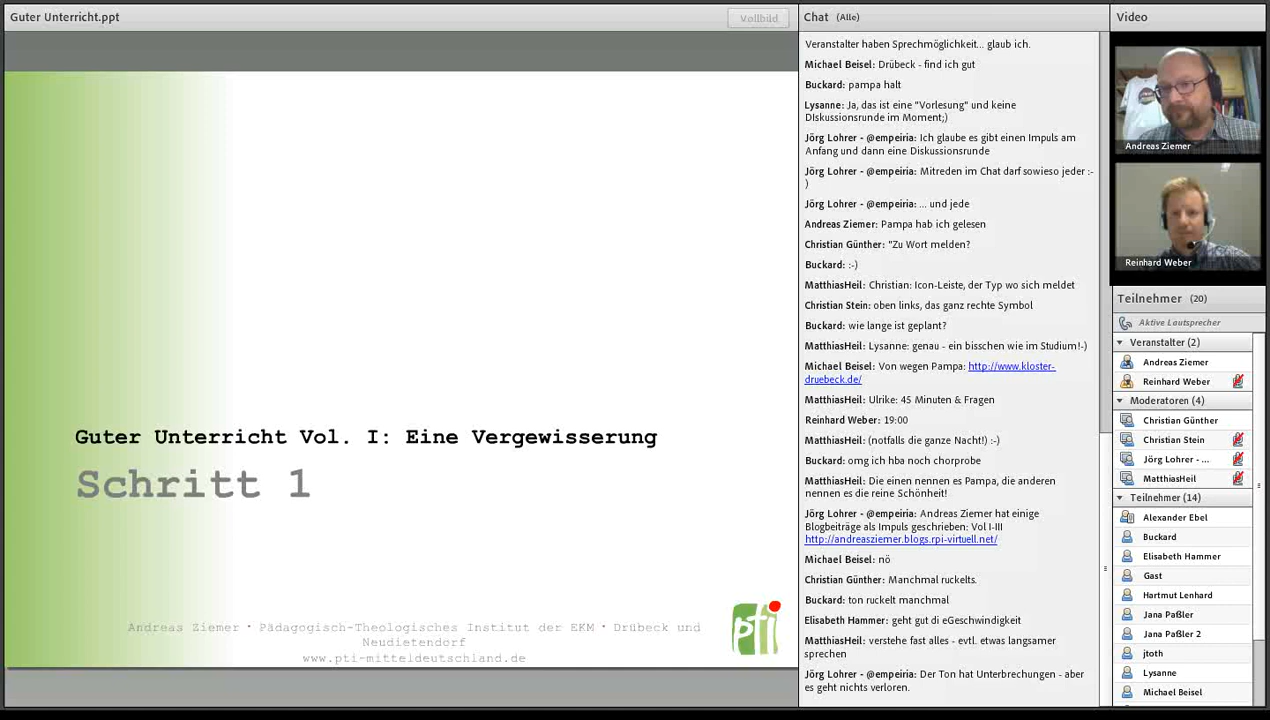 Guter Unterricht.ppt
Vollbild
Guter Unterricht Vol. I: Eine Vergewisserung
Schritt 1
Andreas Ziemer • Pädagogisch-Theologisches Institut der EKM • Drübeck und
Neudietendorf
www.pti-mitteldeutschland.de
pti
Chat (Alle)
Veranstalter haben Sprechmöglichkeit... glaub ich.
Michael Beisel: Drübeck - find ich gut
Buckard: pampa halt
Lysanne: Ja, das ist eine "Vorlesung" und keine
DIskussionsrunde im Moment;)
Jörg Lohrer - @empeiria: Ich glaube es gibt einen Impuls am
Anfang und dann eine Diskussionsrunde
Jörg Lohrer - @empeiria: Mitreden im Chat darf sowieso jeder :-
)
Jörg Lohrer - @empeiria: ... und jede
Andreas Ziemer: Pampa hab ich gelesen
Christian Günther: "Zu Wort melden?
Buckard: :-)
MatthiasHeil: Christian: Icon-Leiste, der Typ wo sich meldet
Christian Stein: oben links, das ganz rechte Symbol
Buckard: wie lange ist geplant?
MatthiasHeil: Lysanne: genau - ein bisschen wie im Studium!-)
Michael Beisel: Von wegen Pampa: http://www.kloster-
druebeck.de/
MatthiasHeil: Ulrike: 45 Minuten & Fragen
Reinhard Weber: 19:00
MatthiasHeil: (notfalls die ganze Nacht!) :-)
Buckard: omg ich hba noch chorprobe
MatthiasHeil: Die einen nennen es Pampa, die anderen
nennen es die reine Schönheit!
Jörg Lohrer - @empeiria: Andreas Ziemer hat einige
Blogbeiträge als Impuls geschrieben: Vol I-III
http://andreasziemer.blogs.rpi-virtuell.net/
Michael Beisel: nö
Christian Günther: Manchmal ruckelts.
Buckard: ton ruckelt manchmal
Elisabeth Hammer: geht gut di eGeschwindigkeit
MatthiasHeil: verstehe fast alles - evtl. etwas langsamer
sprechen
Jörg Lohrer - @empeiria: Der Ton hat Unterbrechungen - aber
es geht nichts verloren.
Video
Andreas Ziemer
Reinhard Weber
Teilnehmer (20)
Aktive Lautsprecher
Veranstalter (2)
Andreas Ziemer
Reinhard Weber
Moderatoren (4)
Christian Günther
Christian Stein
Jörg Lohrer - ...
MatthiasHeil
Teilnehmer (14)
Alexander Ebel
Buckard
Elisabeth Hammer
Gast
Hartmut Lenhard
Jana Paßler
Jana Paßler 2
jtoth
Lysanne
Michael Beisel